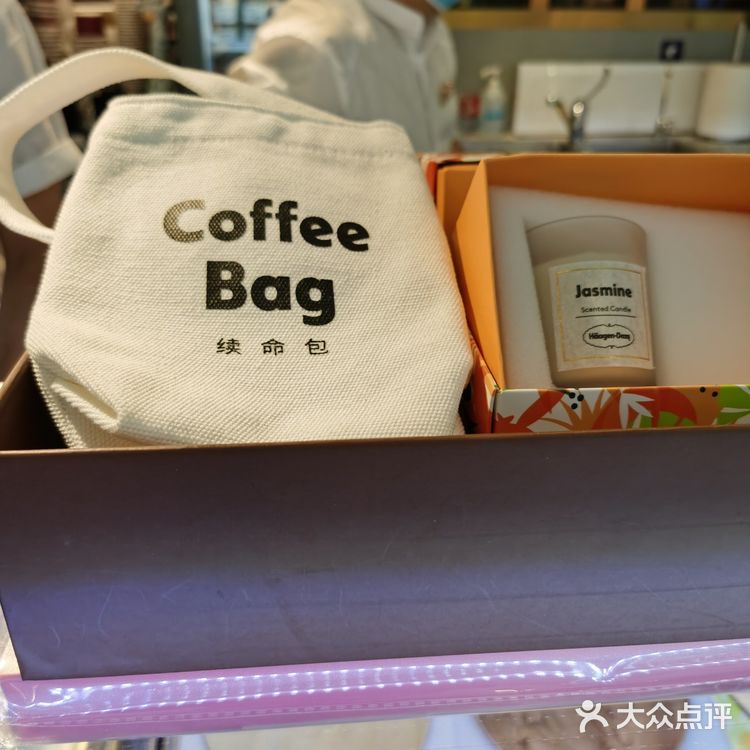 Coffee
Bag
续命包
Jasmine
Scented Candle
Häagen-Dazs
大众点评